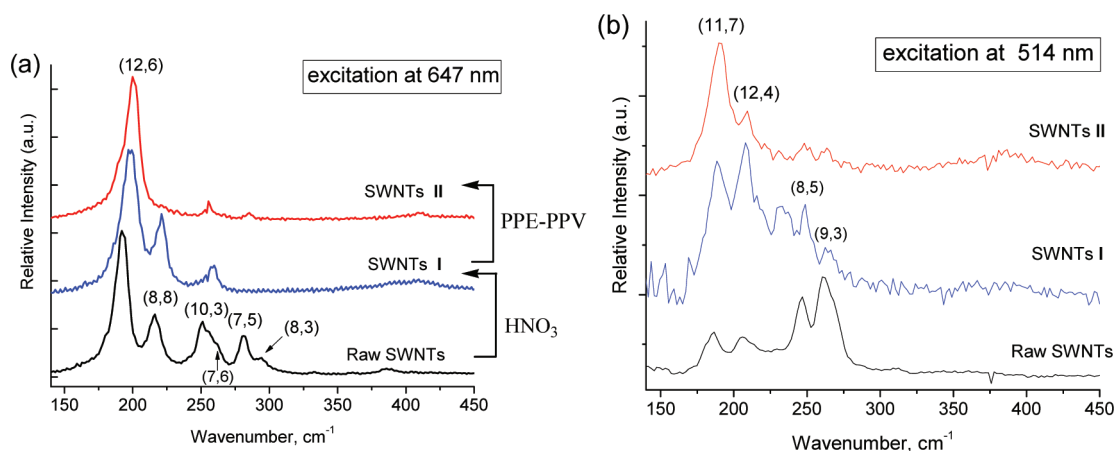 (a)
(12,6)
excitation at 647 nm
SWNTs II
PPE-PPV
SWNTs I
(8,8)
(10,3)
(7,5)
(8,3)
(7,6)
HNO₃
Raw SWNTs
Relative Intensity (a.u.)
150 200 250 300 350 400 450
Wavenumber, cm⁻¹
(b)
(11,7)
excitation at 514 nm
(12,4)
SWNTs II
(8,5)
(9,3)
SWNTs I
Raw SWNTs
Relative Intensity (a.u.)
150 200 250 300 350 400 450
Wavenumber, cm⁻¹